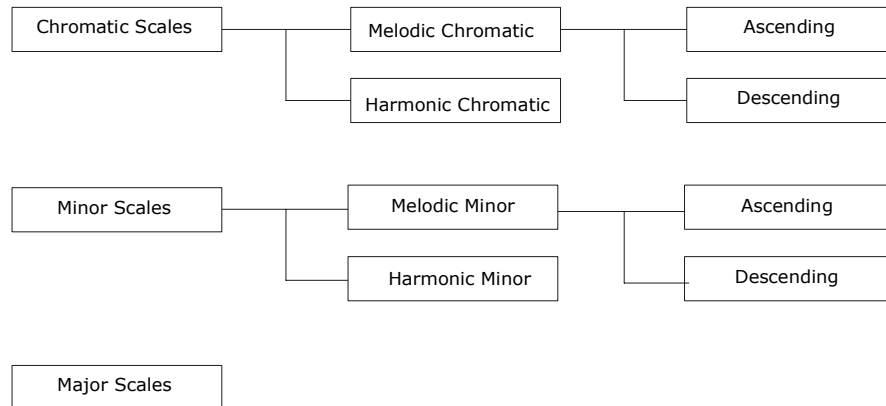 Chromatic Scales
Melodic Chromatic
Ascending
Harmonic Chromatic
Descending
Minor Scales
Melodic Minor
Ascending
Harmonic Minor
Descending
Major Scales